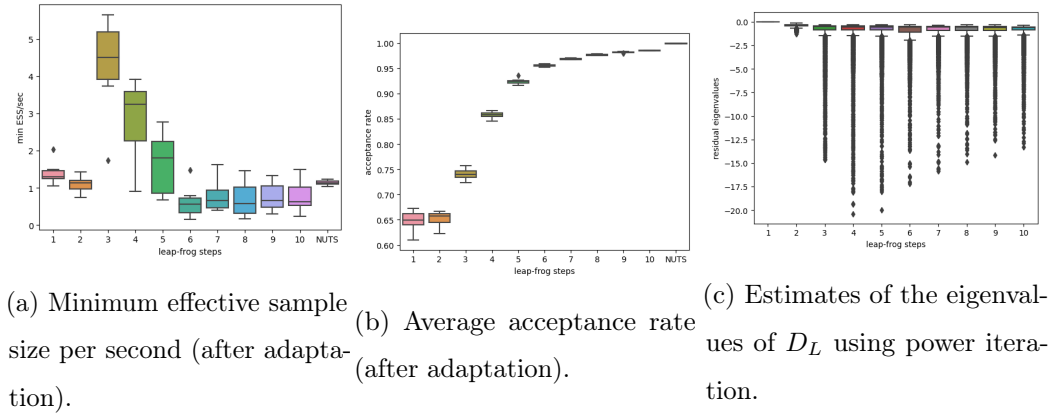 min ESS/sec
5
4
3
2
1
0
1 2 3 4 5 6 7 8 9 10 NUTS
leap-frog steps
(a) Minimum effective sample
size per second (after adapta-
tion).
acceptance rate
1.00
0.95
0.90
0.85
0.80
0.75
0.70
0.65
0.60
1 2 3 4 5 6 7 8 9 10 NUTS
leap-frog steps
(b) Average acceptance rate
(after adaptation).
residual eigenvalues
0.0
−2.5
−5.0
−7.5
−10.0
−12.5
−15.0
−17.5
−20.0
1 2 3 4 5 6 7 8 9 10
leap-frog steps
(c) Estimates of the eigenval-
ues of D_L using power itera-
tion.